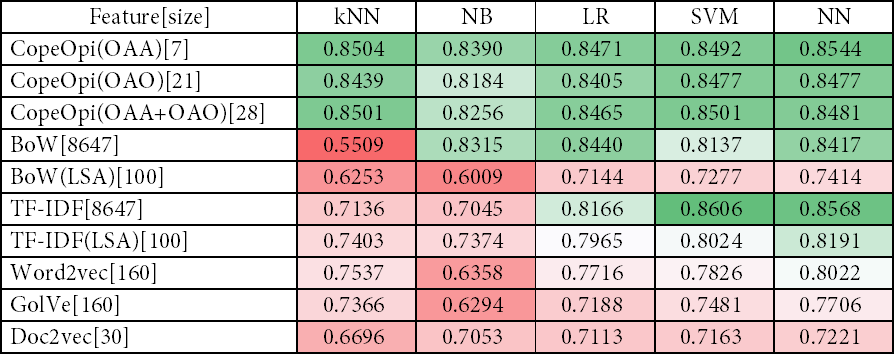 Feature[size] kNN NB LR SVM NN
CopeOpi(OAA)[7] 0.8504 0.8390 0.8471 0.8492 0.8544
CopeOpi(OAO)[21] 0.8439 0.8184 0.8405 0.8477 0.8477
CopeOpi(OAA+OAO)[28] 0.8501 0.8256 0.8465 0.8501 0.8481
BoW[8647] 0.5509 0.8315 0.8440 0.8137 0.8417
BoW(LSA)[100] 0.6253 0.6009 0.7144 0.7277 0.7414
TF-IDF[8647] 0.7136 0.7045 0.8166 0.8606 0.8568
TF-IDF(LSA)[100] 0.7403 0.7374 0.7965 0.8024 0.8191
Word2vec[160] 0.7537 0.6358 0.7716 0.7826 0.8022
GolVe[160] 0.7366 0.6294 0.7188 0.7481 0.7706
Doc2vec[30] 0.6696 0.7053 0.7113 0.7163 0.7221